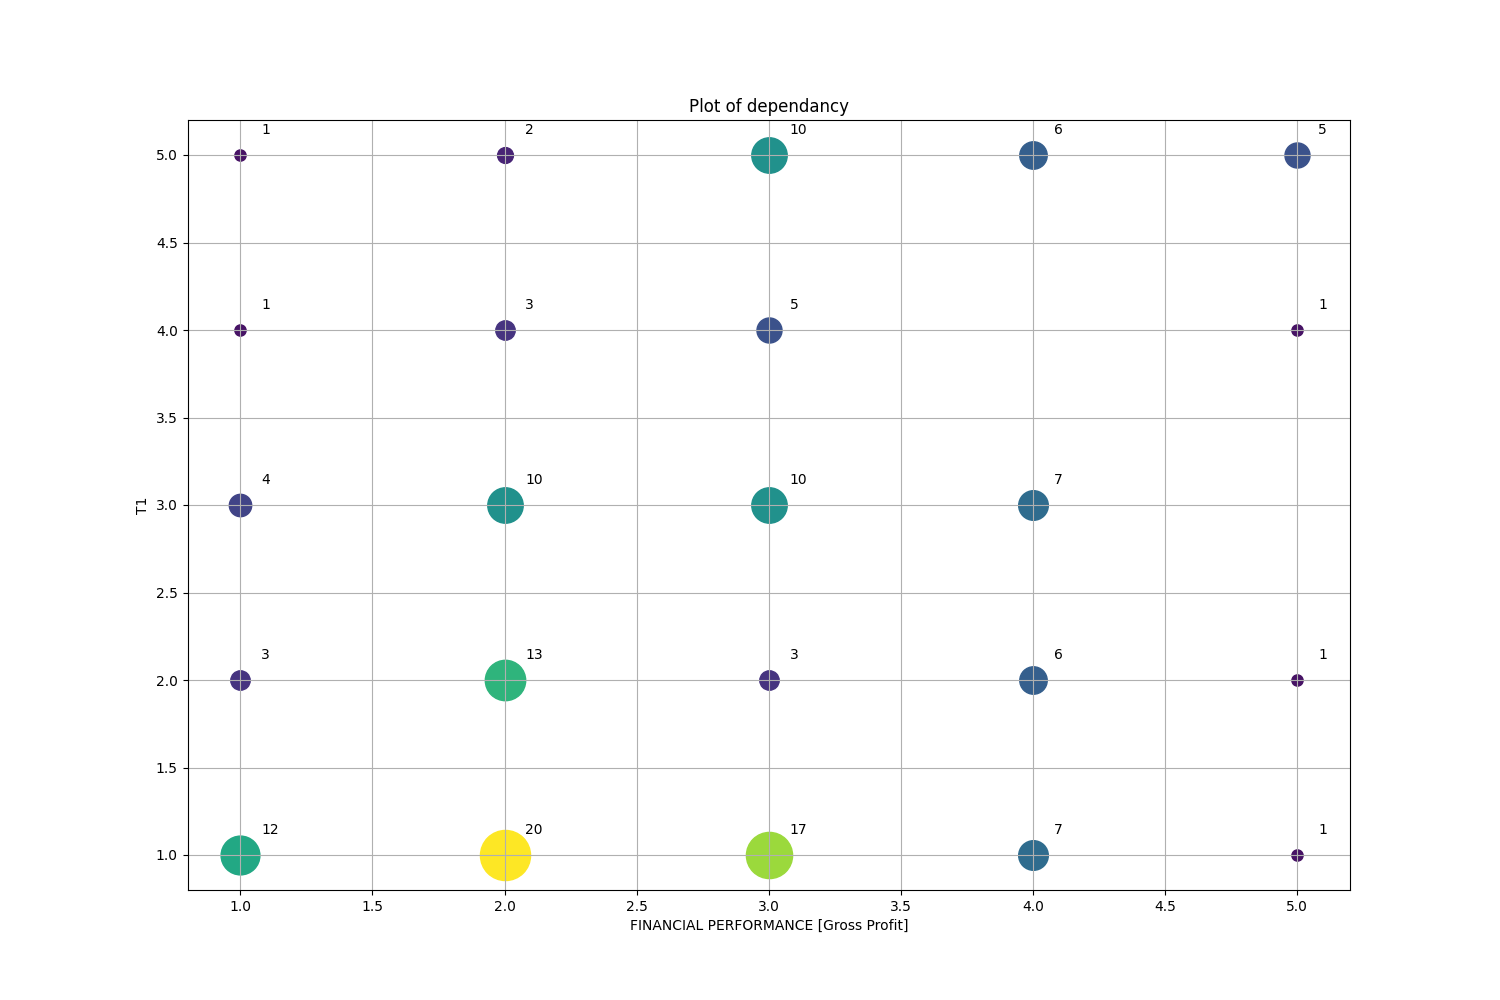 Plot of dependancy
1 2 10 6 5
5.0
4.5
1 3 5 1
4.0
3.5
4 10 10 7
3.0
T1
2.5
3 13 3 6 1
2.0
1.5
12 20 17 7 1
1.0
1.0 1.5 2.0 2.5 3.0 3.5 4.0 4.5 5.0
FINANCIAL PERFORMANCE [Gross Profit]